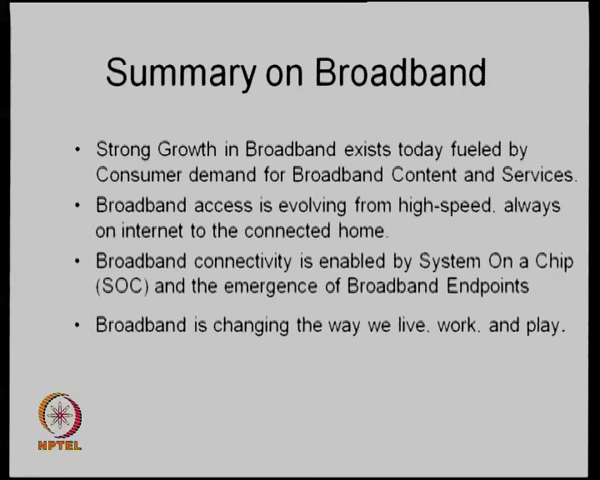 Summary on Broadband
• Strong Growth in Broadband exists today fueled by
Consumer demand for Broadband Content and Services.
• Broadband access is evolving from high-speed, always
on internet to the connected home.
• Broadband connectivity is enabled by System On a Chip
(SOC) and the emergence of Broadband Endpoints
• Broadband is changing the way we live, work, and play.
NPTEL